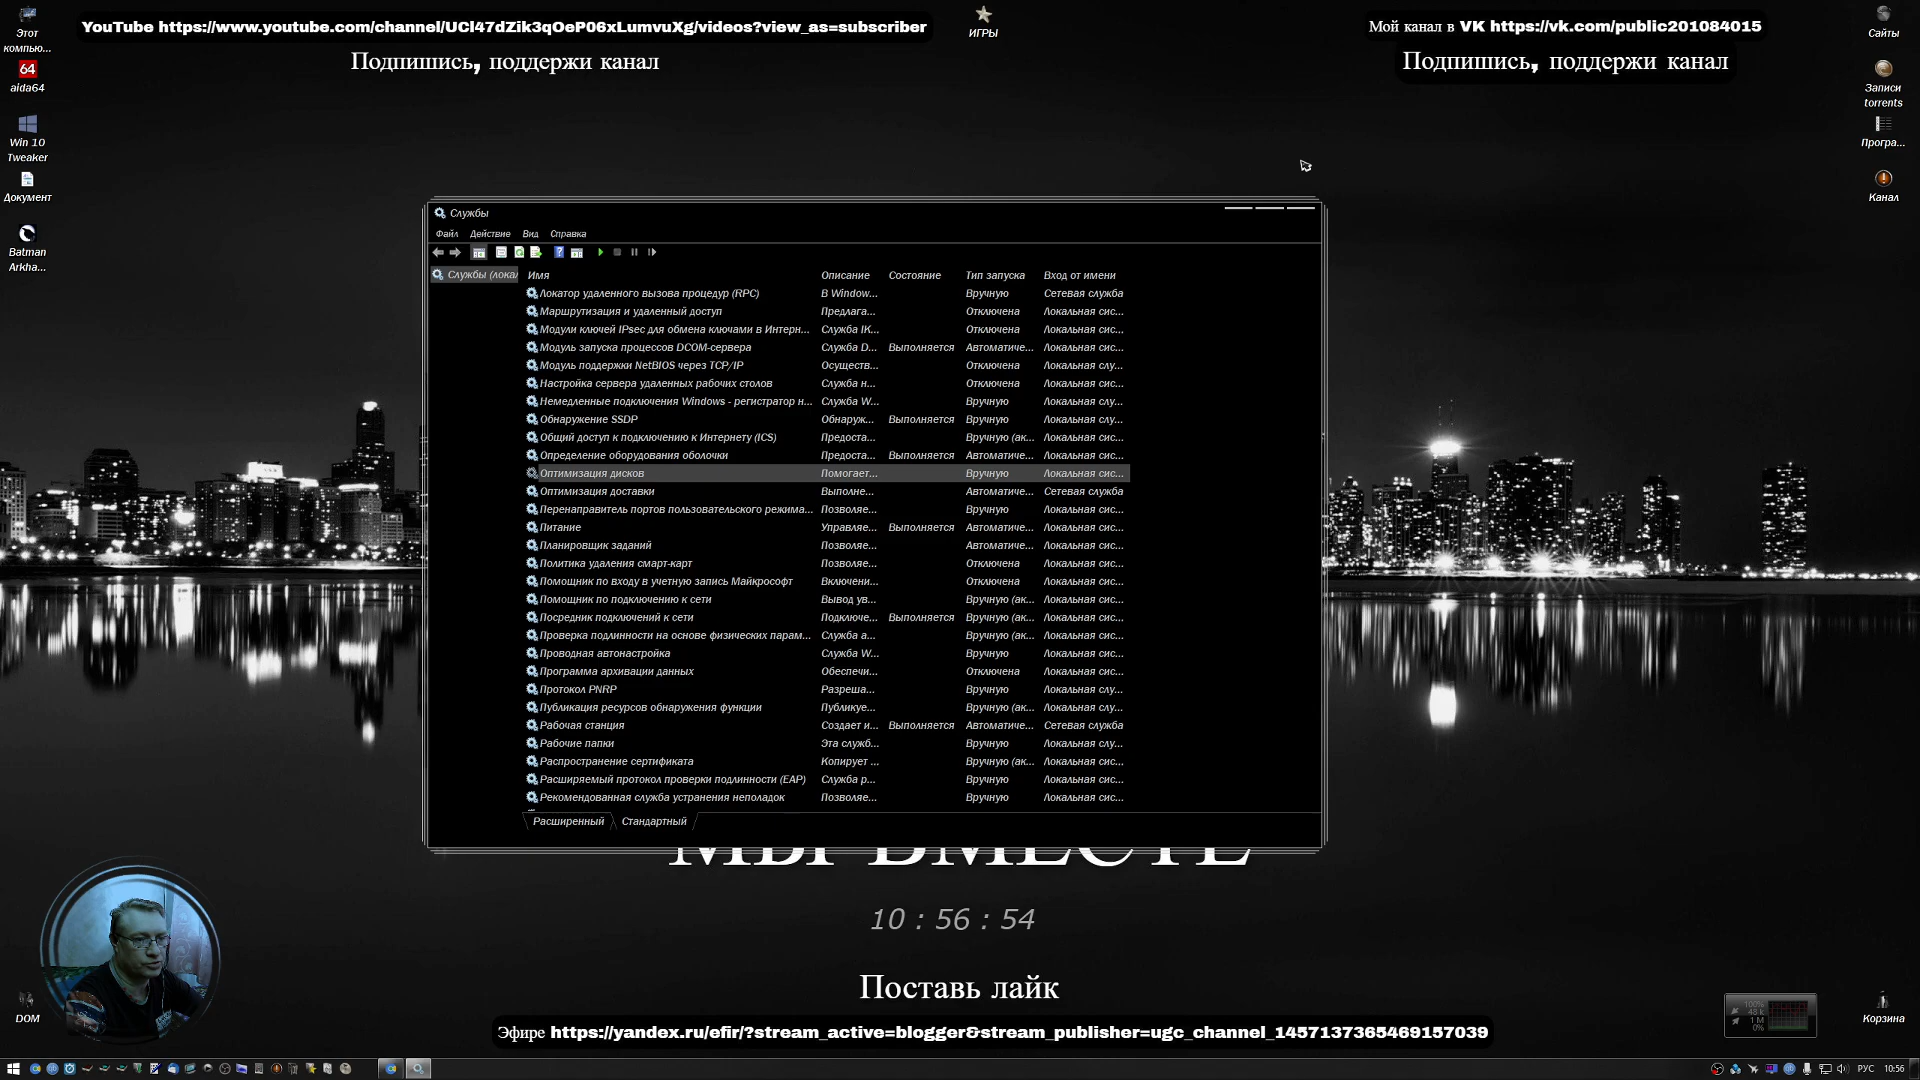 YouTube https://www.youtube.com/channel/UCl47dZik3qOeP06xLumvuXg/videos?view_as=subscriber
Подпишись, поддержи канал
ИГРЫ
Мой канал в VK https://vk.com/public201084015
Подпишись, поддержи канал
Этот компью...
64
aida64
Win 10 Tweaker
Документ
Batman Arkha...
DOM
Сайты
Записи torrents
Програ...
Канал
Службы
Файл Действие Вид Справка
Службы (локал
Имя Описание Состояние Тип запуска Вход от имени
Локатор удаленного вызова процедур (RPC) В Window... Вручную Сетевая служба
Маршрутизация и удаленный доступ Предлага... Отключена Локальная сис...
Модули ключей IPsec для обмена ключами в Интерн... Служба IK... Отключена Локальная сис...
Модуль запуска процессов DCOM-сервера Служба D... Выполняется Автоматиче... Локальная сис...
Модуль поддержки NetBIOS через TCP/IP Осуществ... Отключена Локальная слу...
Настройка сервера удаленных рабочих столов Служба н... Отключена Локальная сис...
Немедленные подключения Windows - регистратор н... Служба W... Вручную Локальная слу...
Обнаружение SSDP Обнаруж... Выполняется Вручную Локальная слу...
Общий доступ к подключению к Интернету (ICS) Предоста... Вручную (ак... Локальная сис...
Определение оборудования оболочки Предоста... Выполняется Автоматиче... Локальная сис...
Оптимизация дисков Помогает... Вручную Локальная сис...
Оптимизация доставки Выполне... Автоматиче... Сетевая служба
Перенаправитель портов пользовательского режима... Позволяе... Вручную Локальная сис...
Питание Управляе... Выполняется Автоматиче... Локальная сис...
Планировщик заданий Позволяе... Автоматиче... Локальная сис...
Политика удаления смарт-карт Позволяе... Отключена Локальная сис...
Помощник по входу в учетную запись Майкрософт Включени... Отключена Локальная сис...
Помощник по подключению к сети Вывод ув... Вручную (ак... Локальная сис...
Посредник подключений к сети Подключе... Выполняется Вручную (ак... Локальная сис...
Проверка подлинности на основе физических парам... Служба а... Вручную (ак... Локальная сис...
Проводная автонастройка Служба W... Вручную Локальная сис...
Программа архивации данных Обеспечи... Отключена Локальная сис...
Протокол PNRP Разреша... Вручную Локальная слу...
Публикация ресурсов обнаружения функции Публикуе... Вручную (ак... Локальная слу...
Рабочая станция Создает и... Выполняется Автоматиче... Сетевая служба
Рабочие папки Эта служб... Вручную Локальная слу...
Распространение сертификата Копирует ... Вручную (ак... Локальная сис...
Расширяемый протокол проверки подлинности (EAP) Служба р... Вручную Локальная сис...
Рекомендованная служба устранения неполадок Позволяе... Вручную Локальная сис...
Расширенный Стандартный
МЫ ВМЕСТЕ
10 : 56 : 54
Поставь лайк
Эфире https://yandex.ru/efir/?stream_active=blogger&stream_publisher=ugc_channel_1457137365469157039
100%
48 k
1 M
0%
Корзина
РУС 10:56